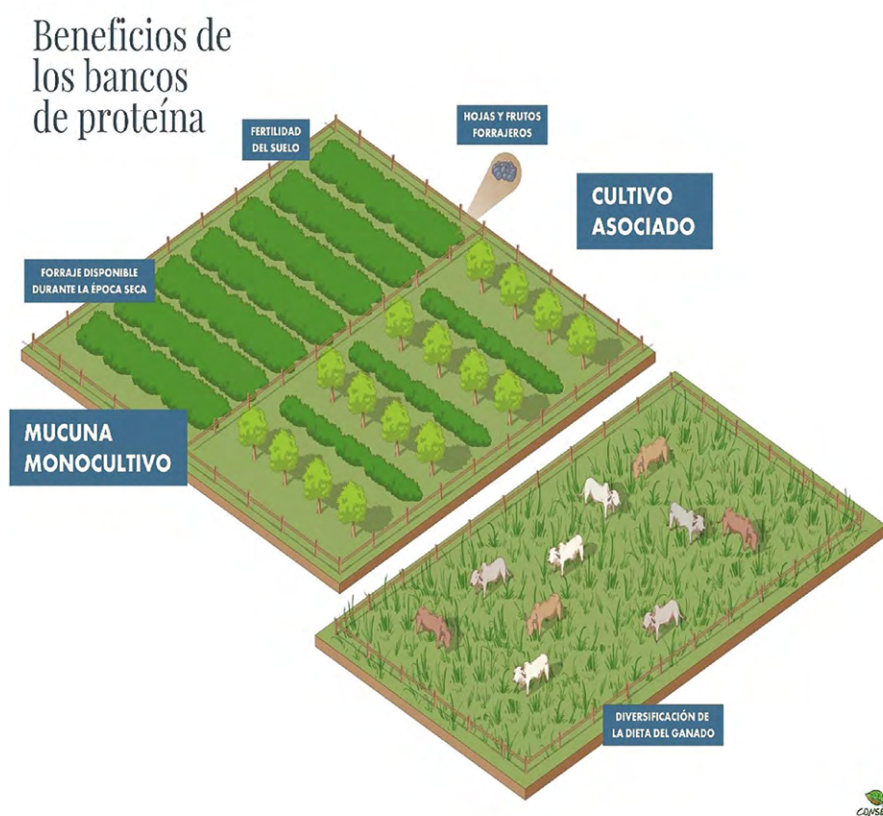 Beneficios de
los bancos
de proteína
FERTILIDAD
DEL SUELO
HOJAS Y FRUTOS
FORRAJEROS
CULTIVO
ASOCIADO
FORRAJE DISPONIBLE
DURANTE LA ÉPOCA SECA
MUCUNA
MONOCULTIVO
DIVERSIFICACIÓN DE
LA DIETA DEL GANADO